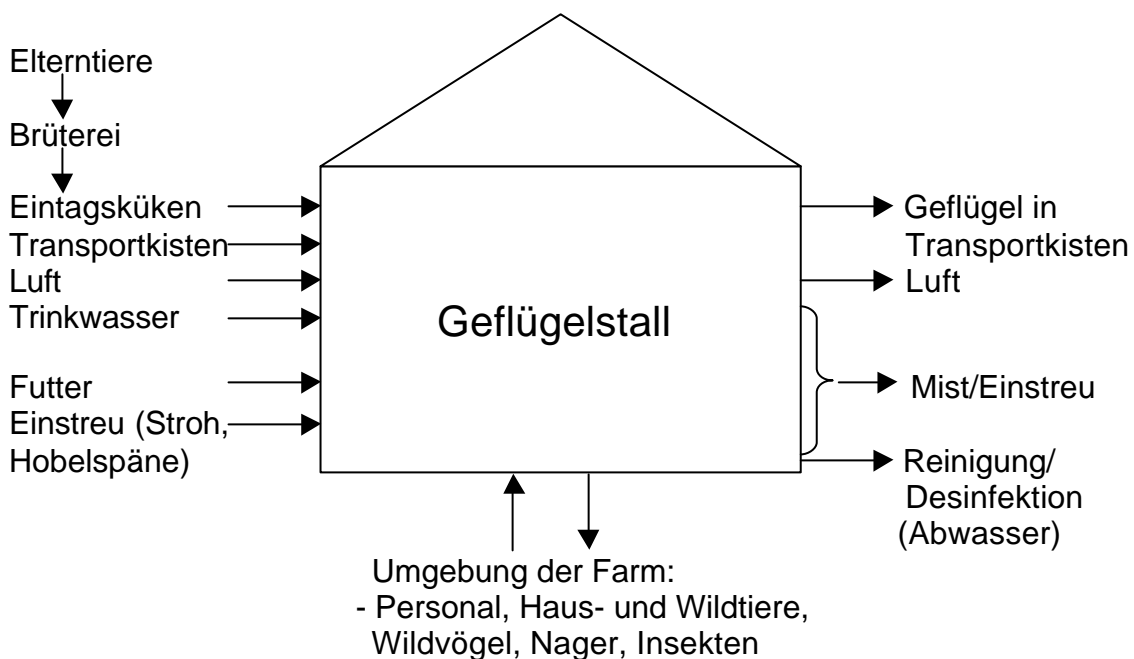 Elterntiere
Brüterei
Eintagsküken
Transportkisten
Luft
Trinkwasser
Futter
Einstreu (Stroh,
Hobelspäne)
Geflügelstall
Geflügel in
Transportkisten
Luft
Mist/Einstreu
Reinigung/
Desinfektion
(Abwasser)
Umgebung der Farm:
- Personal, Haus- und Wildtiere,
Wildvögel, Nager, Insekten